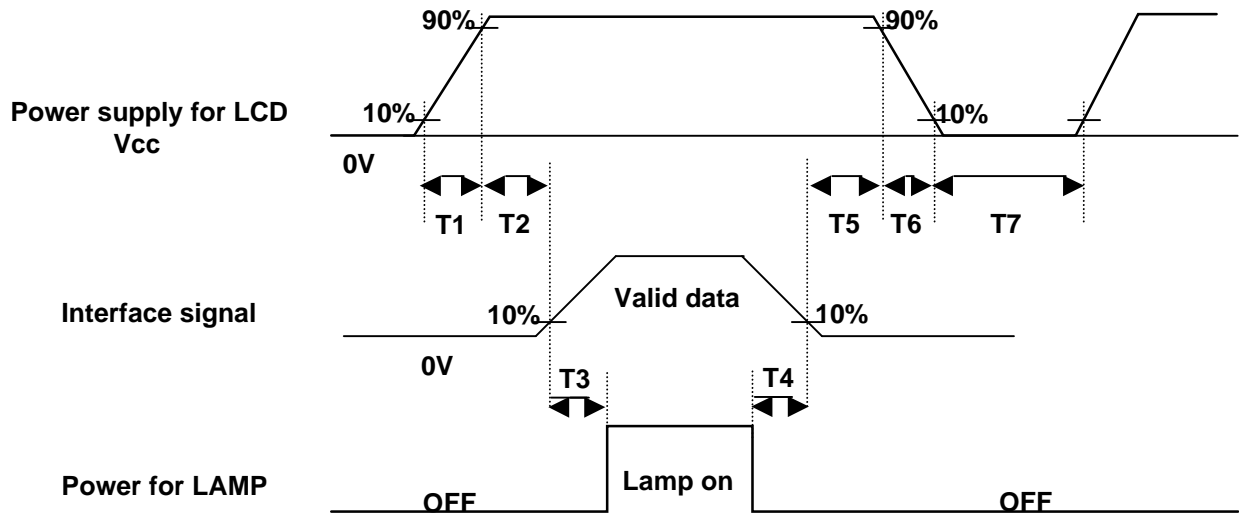 90%
90%
Power supply for LCD
Vcc
10%
10%
0V
T1
T2
T5
T6
T7
Interface signal
Valid data
10%
10%
0V
T3
T4
Power for LAMP
Lamp on
OFF
OFF